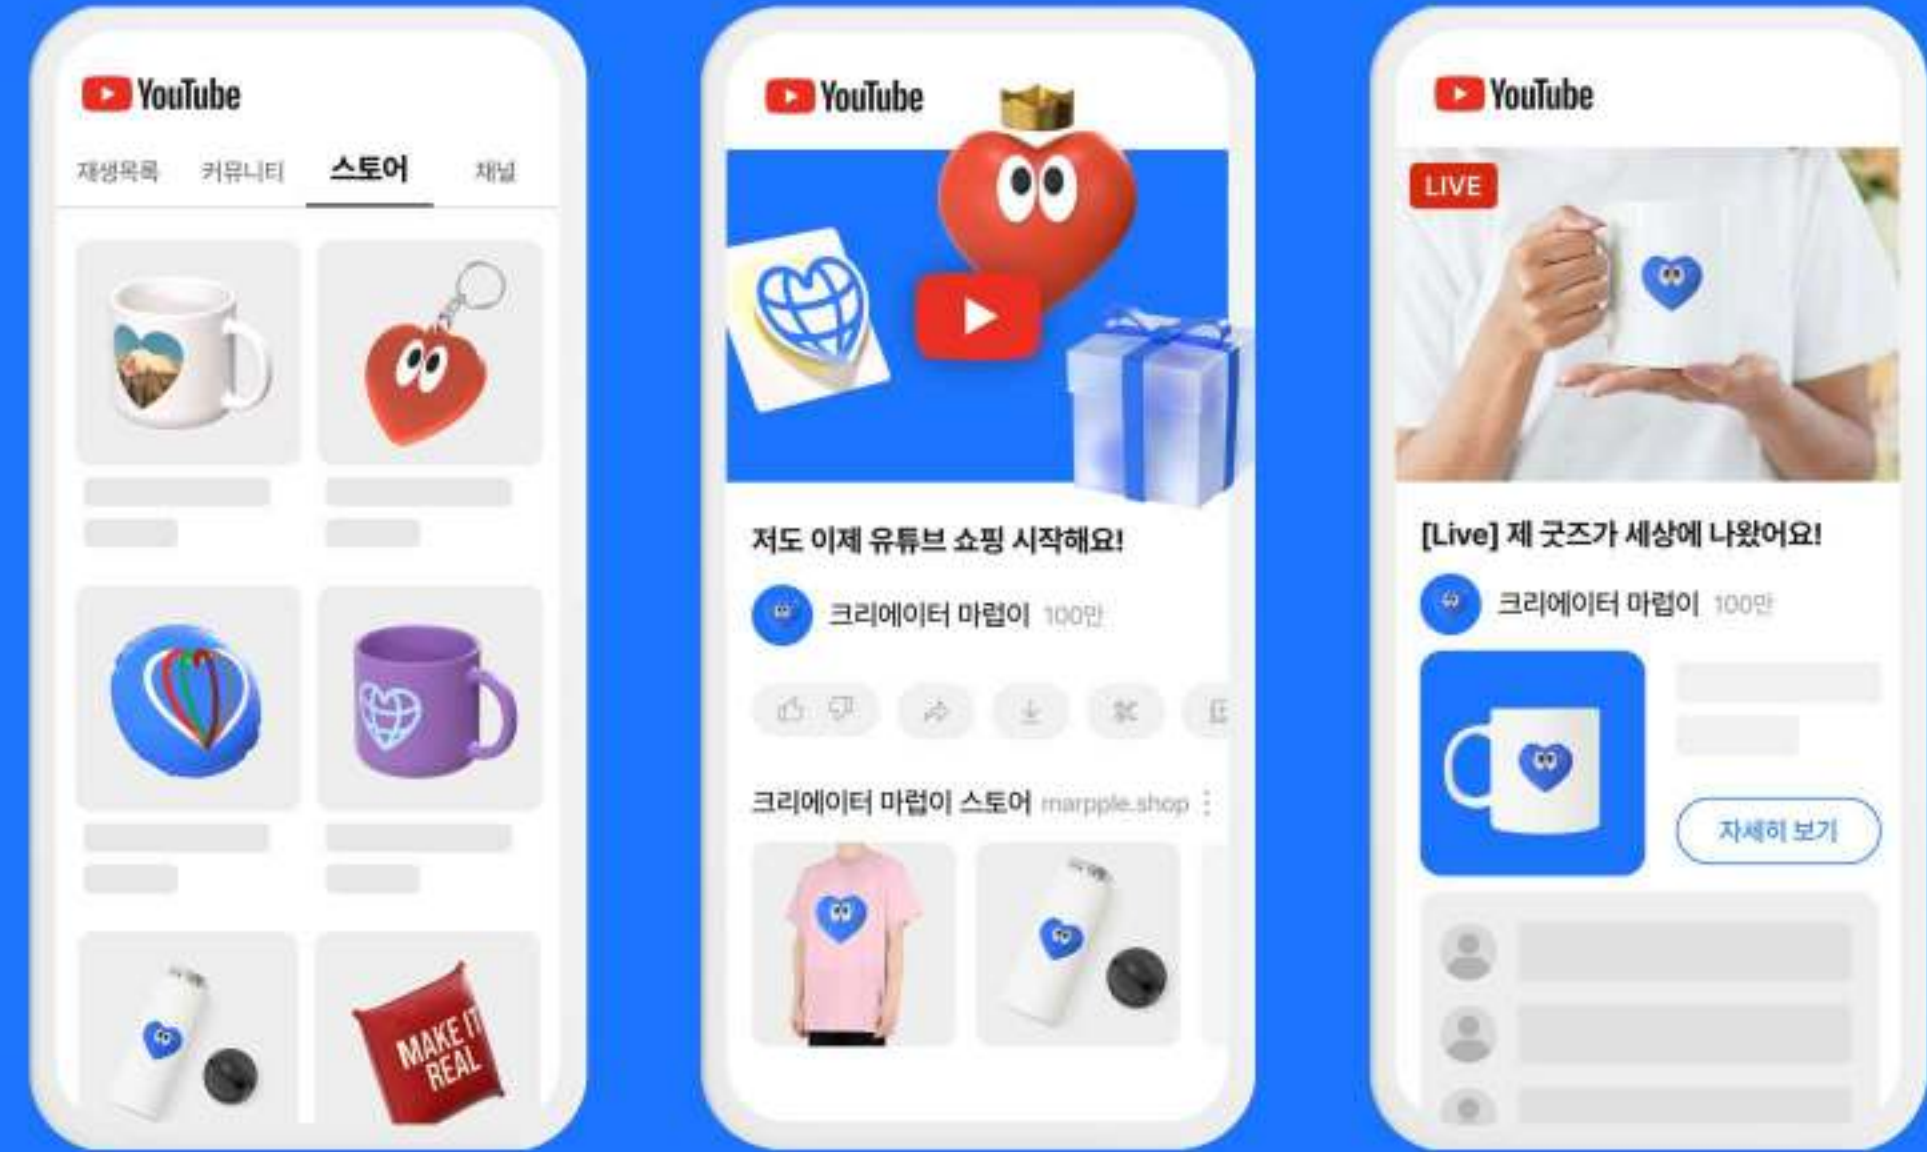 YouTube
재생목록 커뮤니티 스토어 채널
MAKE IT
REAL
YouTube
저도 이제 유튜브 쇼핑 시작해요!
크리에이터 마럽이 100만
크리에이터 마럽이 스토어 marpple.shop
YouTube
LIVE
[Live] 제 굿즈가 세상에 나왔어요!
크리에이터 마럽이 100만
자세히 보기